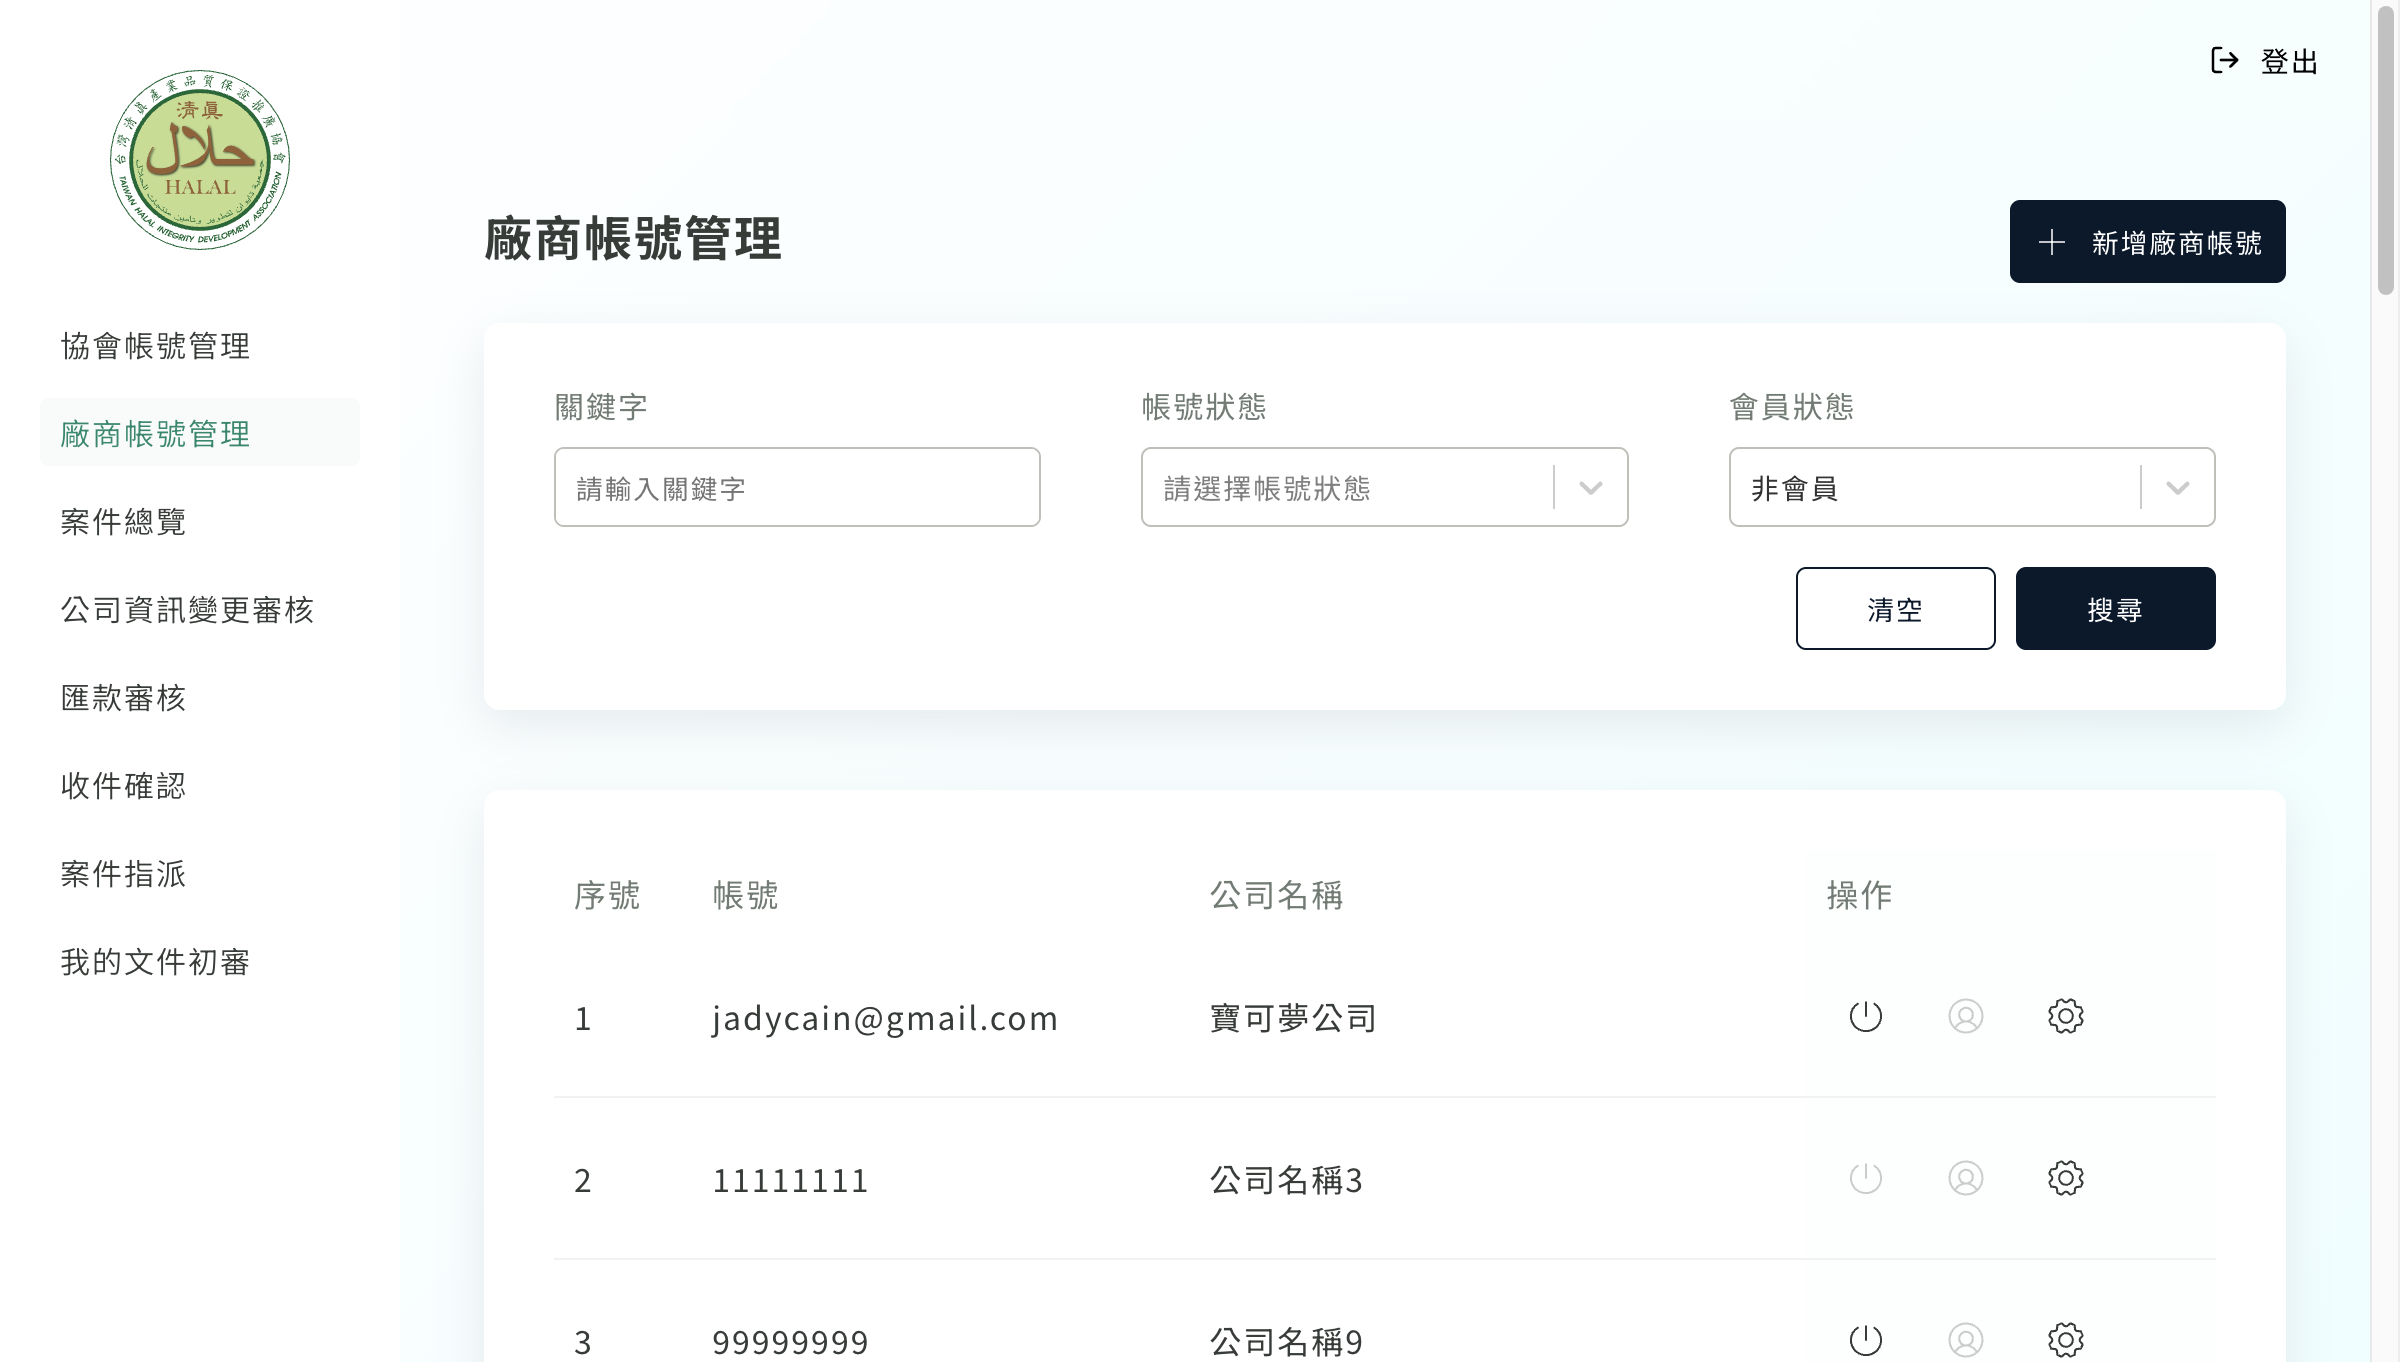 台灣清真產業品質保證推廣協會
清真
حلال
HALAL
TAIWAN HALAL INTEGRITY DEVELOPMENT ASSOCIATION
登出
協會帳號管理
廠商帳號管理
案件總覽
公司資訊變更審核
匯款審核
收件確認
案件指派
我的文件初審
廠商帳號管理
新增廠商帳號
關鍵字 帳號狀態 會員狀態
請輸入關鍵字 請選擇帳號狀態 非會員
清空 搜尋
序號 帳號 公司名稱 操作
1 jadycain@gmail.com 寶可夢公司
2 11111111 公司名稱3
3 99999999 公司名稱9